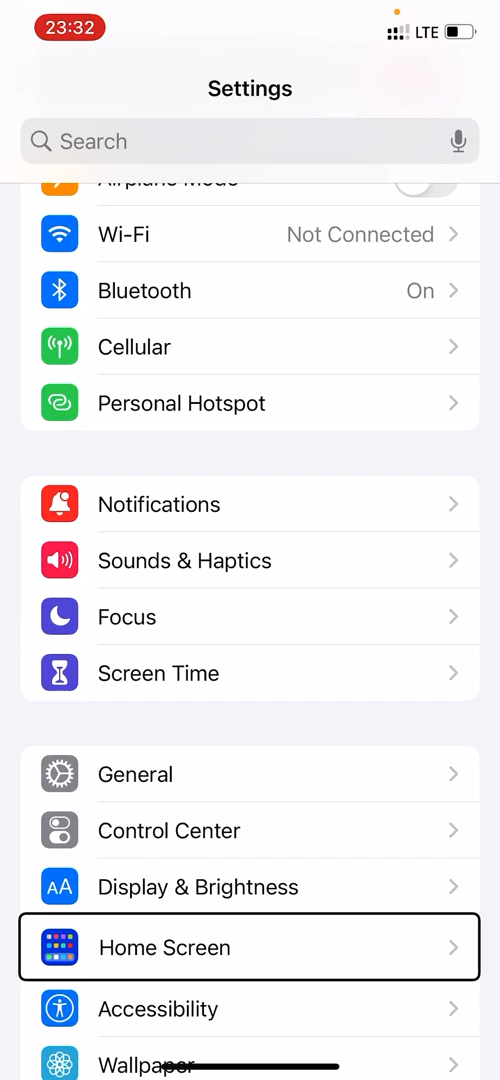 23:32
LTE
Settings
Search
Airplane Mode
Wi-Fi
Not Connected
Bluetooth
On
Cellular
Personal Hotspot
Notifications
Sounds & Haptics
Focus
Screen Time
General
Control Center
AA
Display & Brightness
Home Screen
Accessibility
Wallpaper